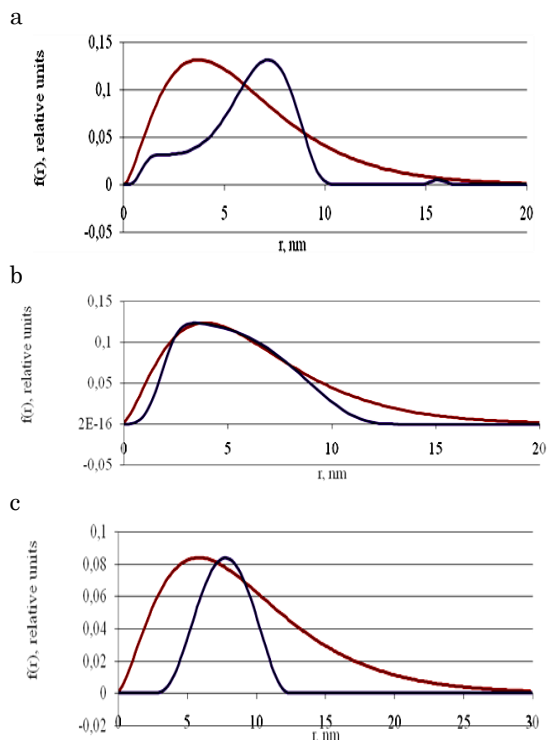 a
0,15
0,1
0,05
0
-0,05
0 5 10 15 20
f(r), relative units
r, nm
b
0,15
0,1
0,05
2E-16
-0,05
0 5 10 15 20
f(r), relative units
r, nm
c
0,1
0,08
0,06
0,04
0,02
0
-0,02
0 5 10 15 20 25 30
f(r), relative units
r, nm